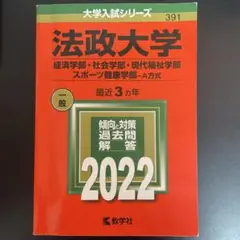 大学入試シリーズ
391
法政大学
経済学部・社会学部・現代福祉学部
スポーツ健康学部-A方式
一般
最近3カ年
傾向と対策
過去問
解答
2022
教学社